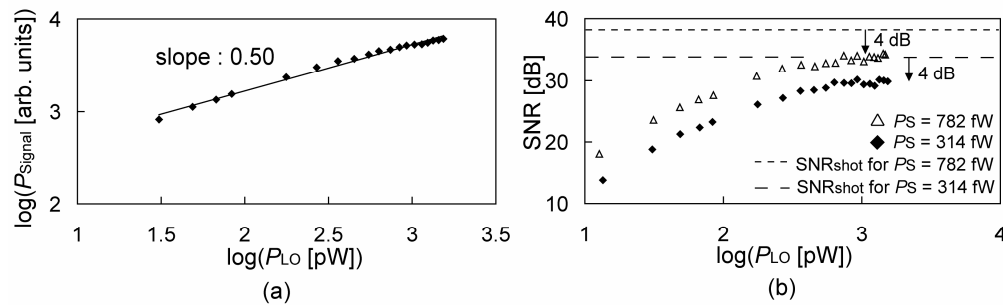 4
3
2
log(PSignal [arb. units])
slope : 0.50
1 1.5 2 2.5 3 3.5
log(PLO [pW])
(a)
40
30
20
10
SNR [dB]
4 dB
4 dB
PS = 782 fW
PS = 314 fW
SNRshot for PS = 782 fW
SNRshot for PS = 314 fW
1 2 3 4
log(PLO [pW])
(b)